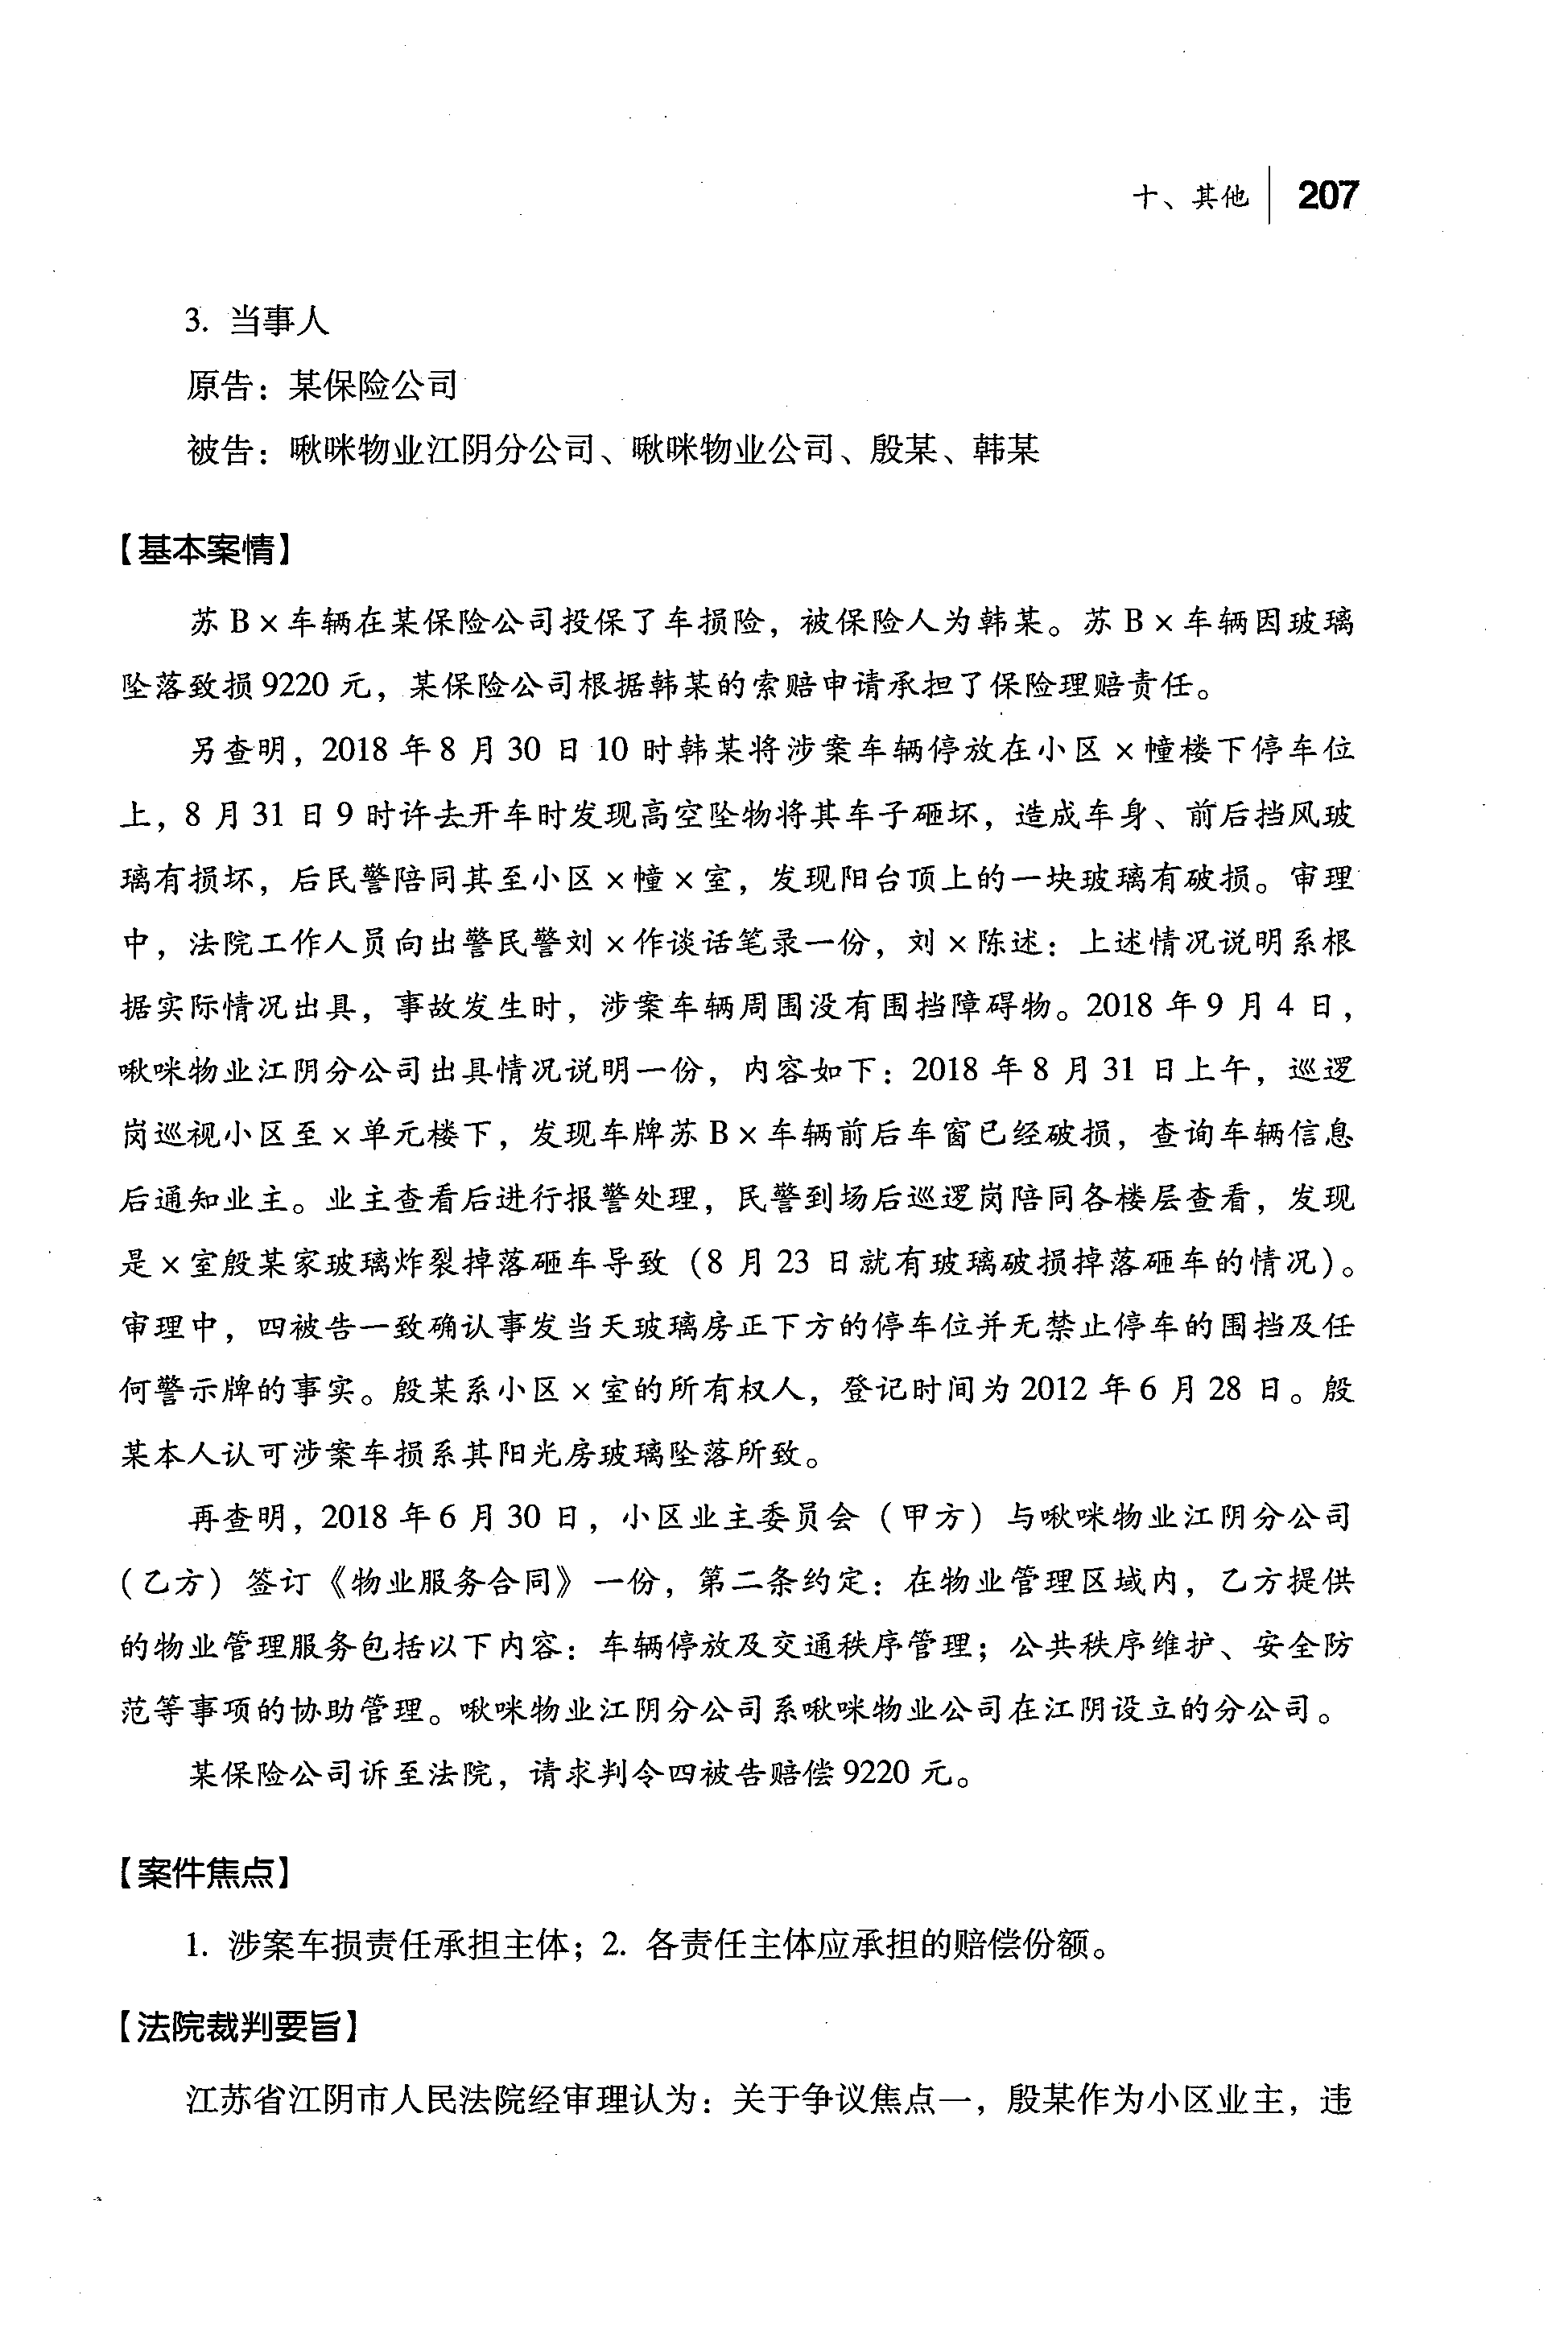 十、其他 207
3. 当事人
原告：某保险公司
被告：啾咪物业江阴分公司、啾咪物业公司、殷某、韩某
【基本案情】
苏B×车辆在某保险公司投保了车损险，被保险人为韩某。苏B×车辆因玻璃
坠落致损9220元，某保险公司根据韩某的索赔申请承担了保险理赔责任。
另查明，2018年8月30日10时韩某将涉案车辆停放在小区×幢楼下停车位
上，8月31日9时许去开车时发现高空坠物将其车子砸坏，造成车身、前后挡风玻
璃有损坏，后民警陪同其至小区×幢×室，发现阳台顶上的一块玻璃有破损。审理
中，法院工作人员向出警民警刘×作谈话笔录一份，刘×陈述：上述情况说明系根
据实际情况出具，事故发生时，涉案车辆周围没有围挡障碍物。2018年9月4日，
啾咪物业江阴分公司出具情况说明一份，内容如下：2018年8月31日上午，巡逻
岗巡视小区至×单元楼下，发现车牌苏B×车辆前后车窗已经破损，查询车辆信息
后通知业主。业主查看后进行报警处理，民警到场后巡逻岗陪同各楼层查看，发现
是×室殷某家玻璃炸裂掉落砸车导致（8月23日就有玻璃破损掉落砸车的情况）。
审理中，四被告一致确认事发当天玻璃房正下方的停车位并无禁止停车的围挡及任
何警示牌的事实。殷某系小区×室的所有权人，登记时间为2012年6月28日。殷
某本人认可涉案车损系其阳光房玻璃坠落所致。
再查明，2018年6月30日，小区业主委员会（甲方）与啾咪物业江阴分公司
（乙方）签订《物业服务合同》一份，第二条约定：在物业管理区域内，乙方提供
的物业管理服务包括以下内容：车辆停放及交通秩序管理；公共秩序维护、安全防
范等事项的协助管理。啾咪物业江阴分公司系啾咪物业公司在江阴设立的分公司。
某保险公司诉至法院，请求判令四被告赔偿9220元。
【案件焦点】
1. 涉案车损责任承担主体；2. 各责任主体应承担的赔偿份额。
【法院裁判要旨】
江苏省江阴市人民法院经审理认为：关于争议焦点一，殷某作为小区业主，违